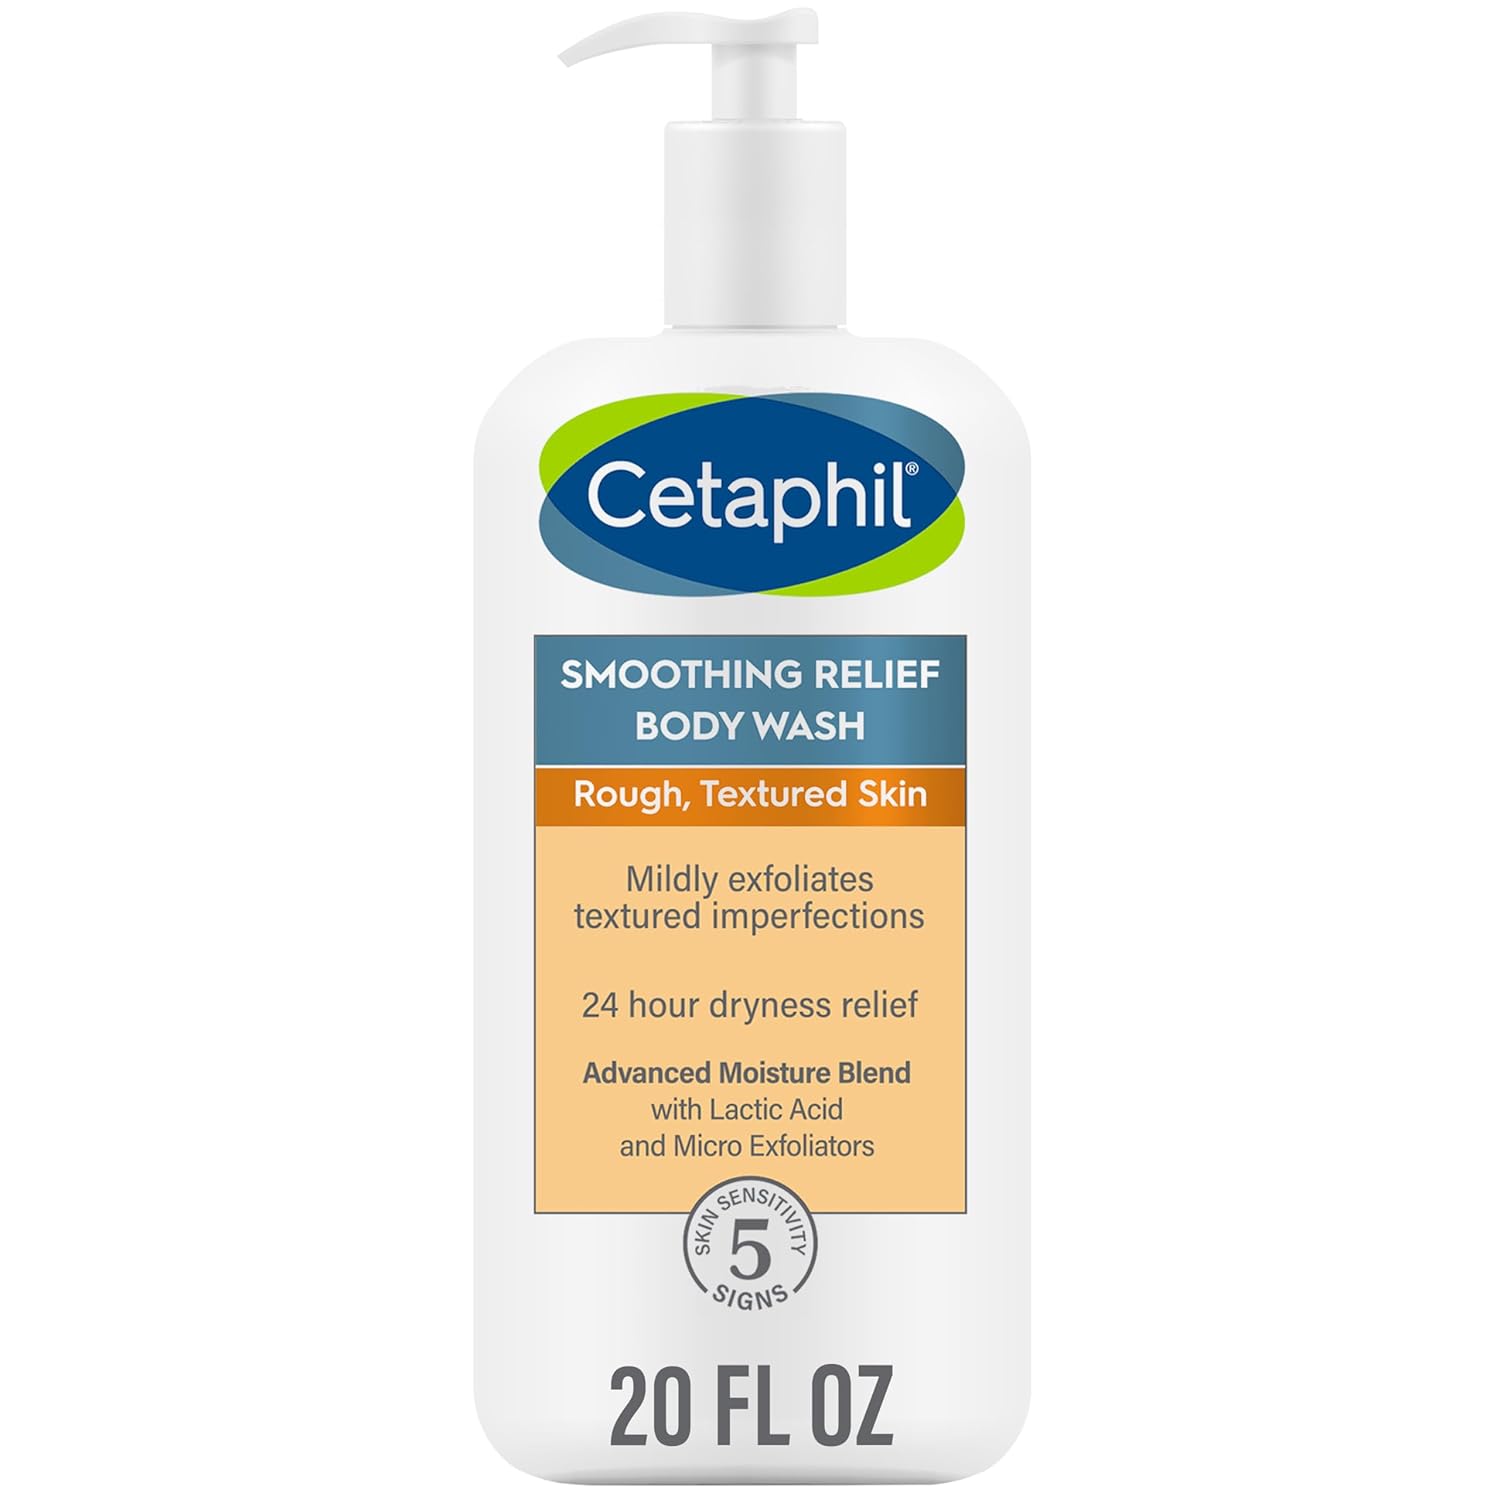 Cetaphil®
SMOOTHING RELIEF
BODY WASH
Rough, Textured Skin
Mildly exfoliates
textured imperfections
24 hour dryness relief
Advanced Moisture Blend
with Lactic Acid
and Micro Exfoliators
SKIN SENSITIVITY
5
SIGNS
20 FL OZ